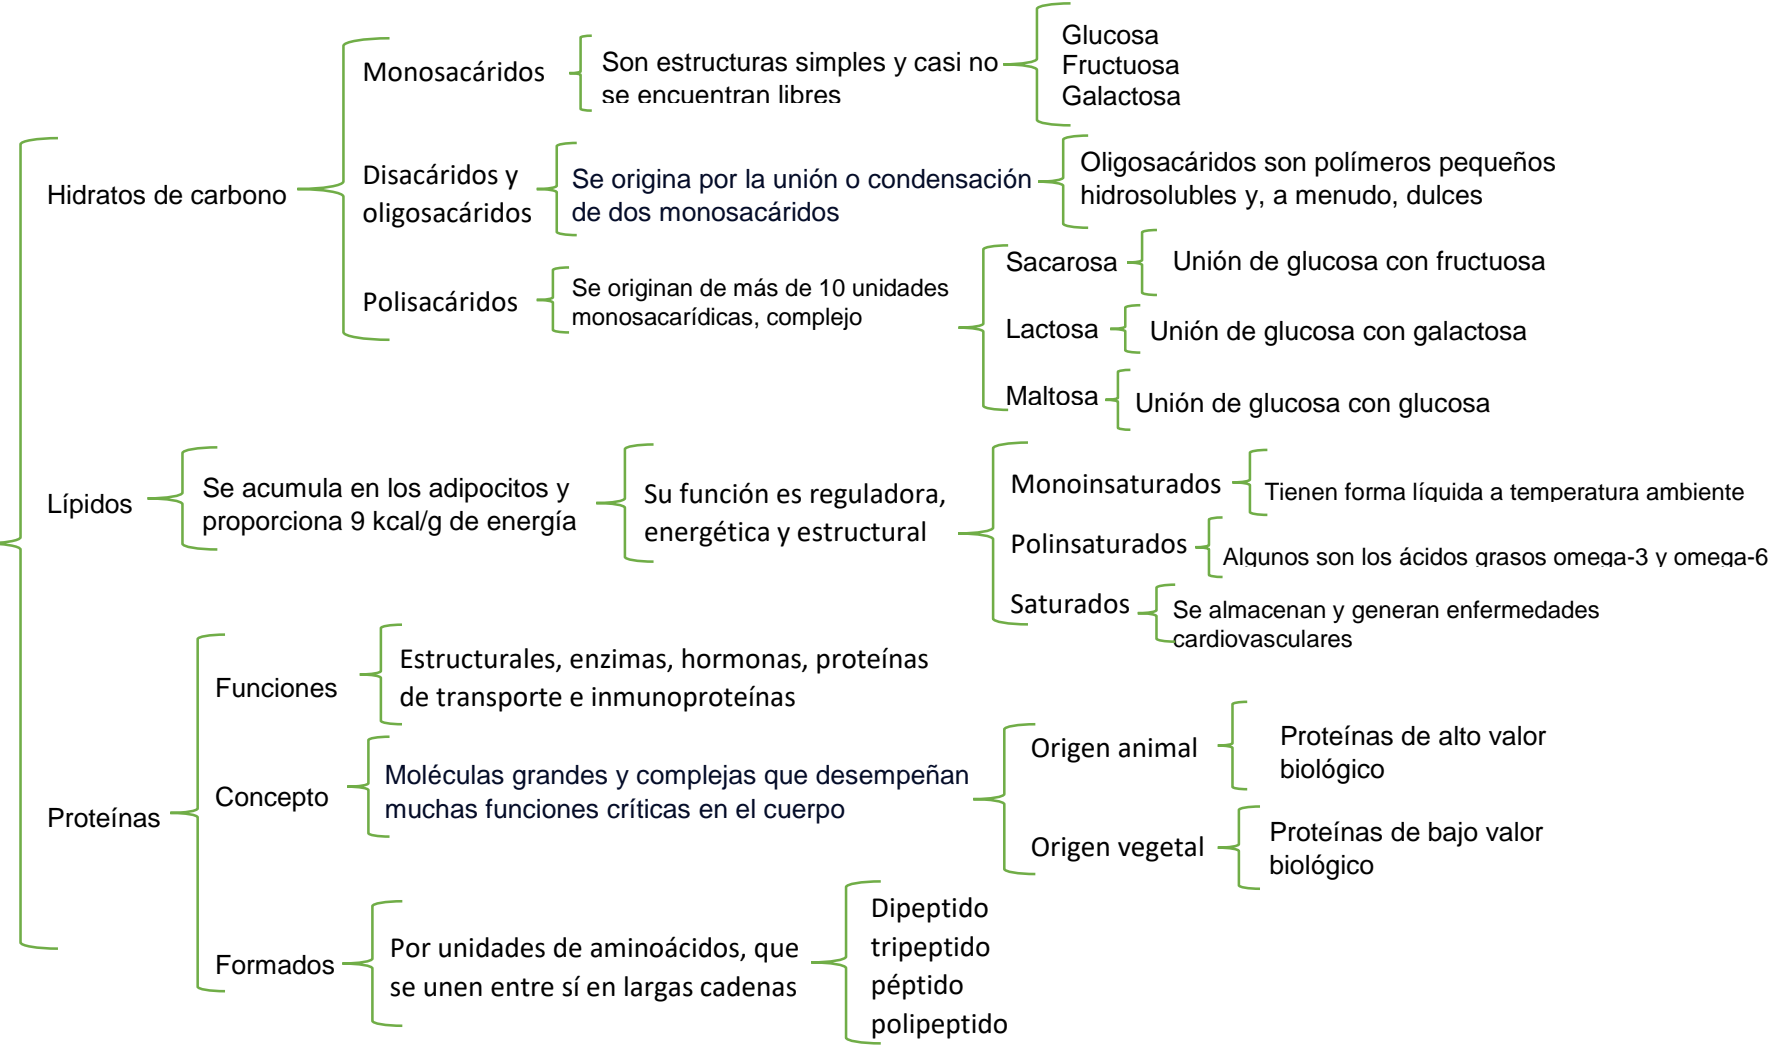 Hidratos de carbono
Monosacáridos
Son estructuras simples y casi no
se encuentran libres
Glucosa
Fructuosa
Galactosa
Disacáridos y
oligosacáridos
Se origina por la unión o condensación
de dos monosacáridos
Oligosacáridos son polímeros pequeños
hidrosolubles y, a menudo, dulces
Polisacáridos
Se originan de más de 10 unidades
monosacarídicas, complejo
Sacarosa
Unión de glucosa con fructuosa
Lactosa
Unión de glucosa con galactosa
Maltosa
Unión de glucosa con glucosa
Lípidos
Se acumula en los adipocitos y
proporciona 9 kcal/g de energía
Su función es reguladora,
energética y estructural
Monoinsaturados
Tienen forma líquida a temperatura ambiente
Polinsaturados
Algunos son los ácidos grasos omega-3 y omega-6
Saturados
Se almacenan y generan enfermedades
cardiovasculares
Proteínas
Funciones
Estructurales, enzimas, hormonas, proteínas
de transporte e inmunoproteínas
Concepto
Moléculas grandes y complejas que desempeñan
muchas funciones críticas en el cuerpo
Origen animal
Proteínas de alto valor
biológico
Origen vegetal
Proteínas de bajo valor
biológico
Formados
Por unidades de aminoácidos, que
se unen entre sí en largas cadenas
Dipeptido
tripeptido
péptido
polipeptido